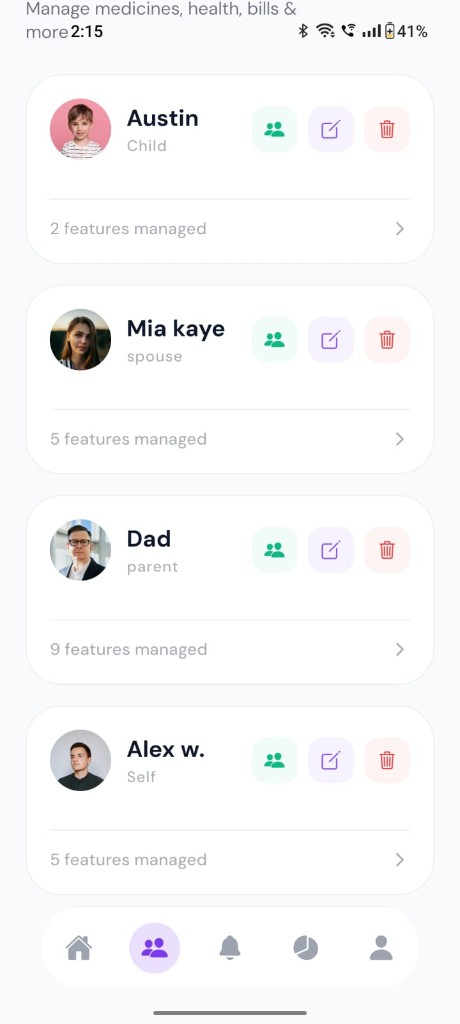 Manage medicines, health, bills &
more
2:15
41%
Austin
Child
2 features managed
Mia kaye
spouse
5 features managed
Dad
parent
9 features managed
Alex w.
Self
5 features managed